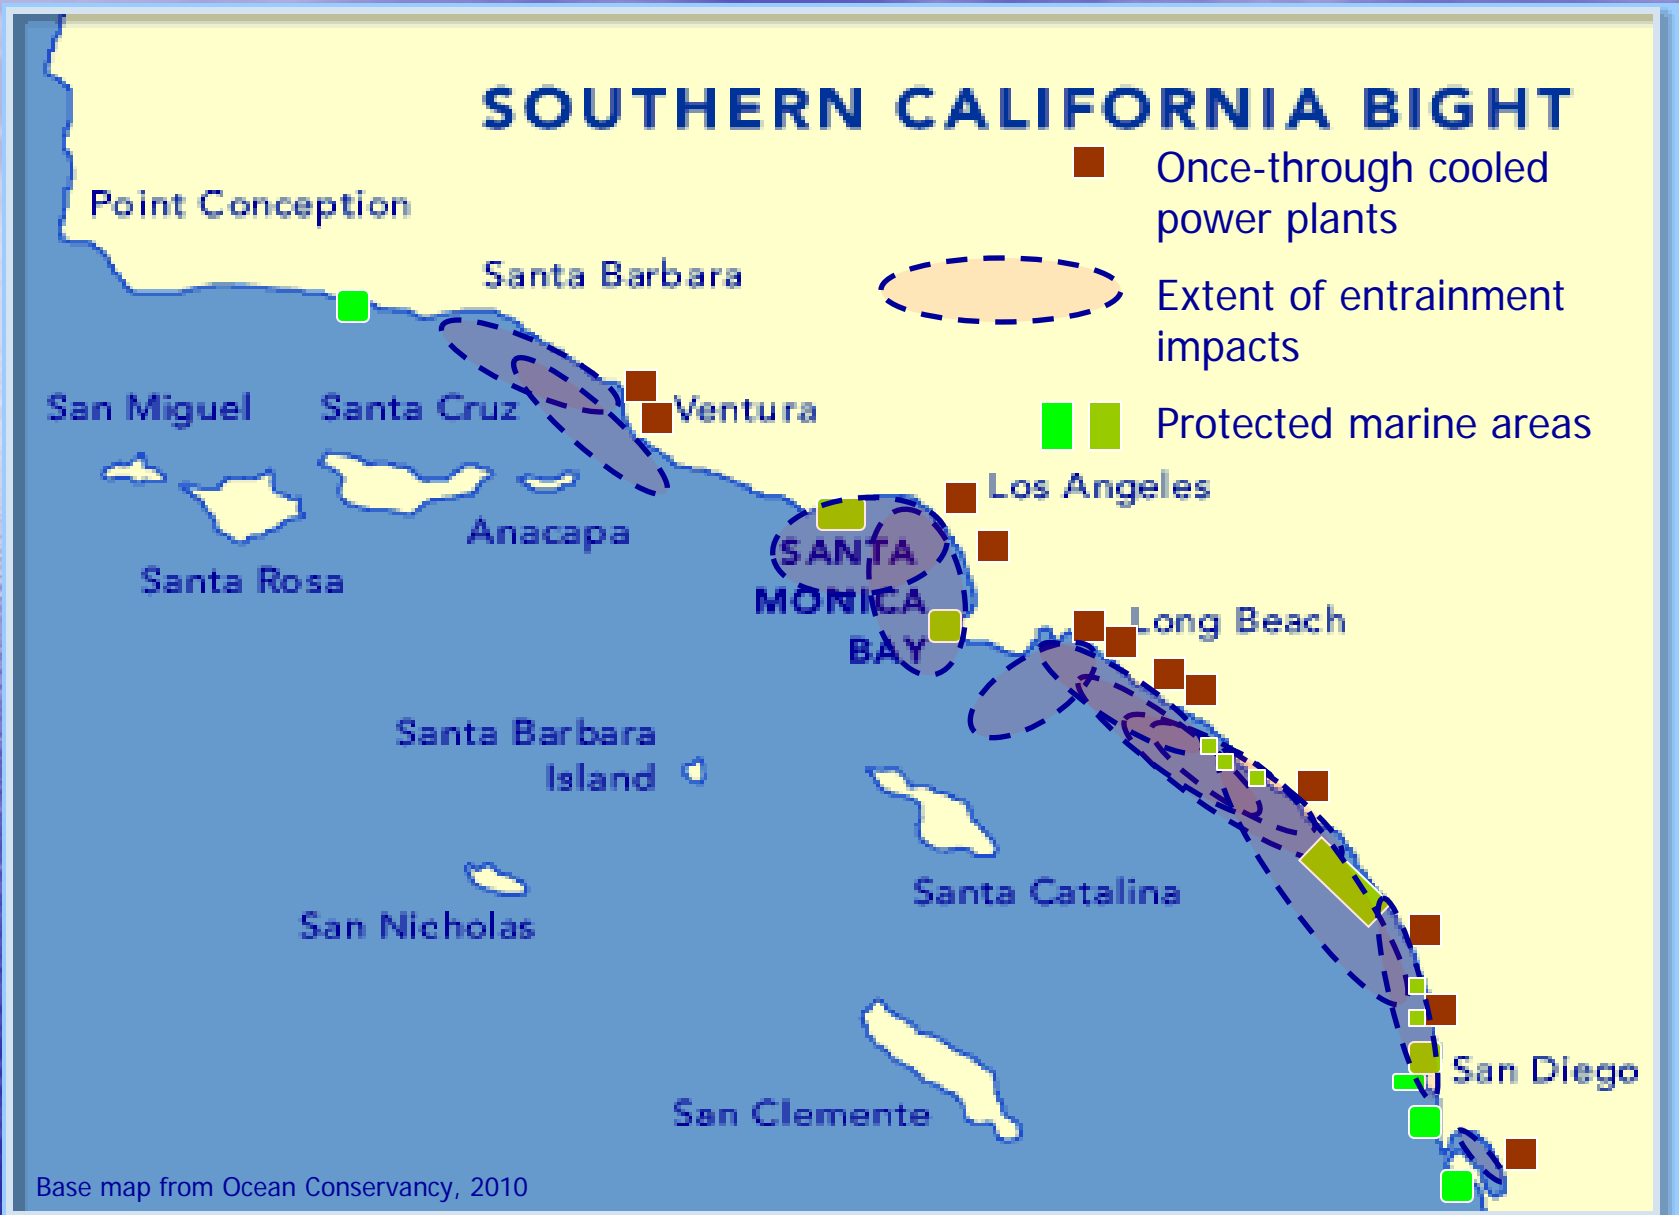 SOUTHERN CALIFORNIA BIGHT
Once-through cooled
power plants
Point Conception
Santa Barbara
Extent of entrainment
impacts
San Miguel
Santa Cruz
Ventura
Protected marine areas
Los Angeles
Anacapa
Santa Rosa
SANTA
MONICA
BAY
Long Beach
Santa Barbara
Island
Santa Catalina
San Nicholas
San Diego
San Clemente
Base map from Ocean Conservancy, 2010